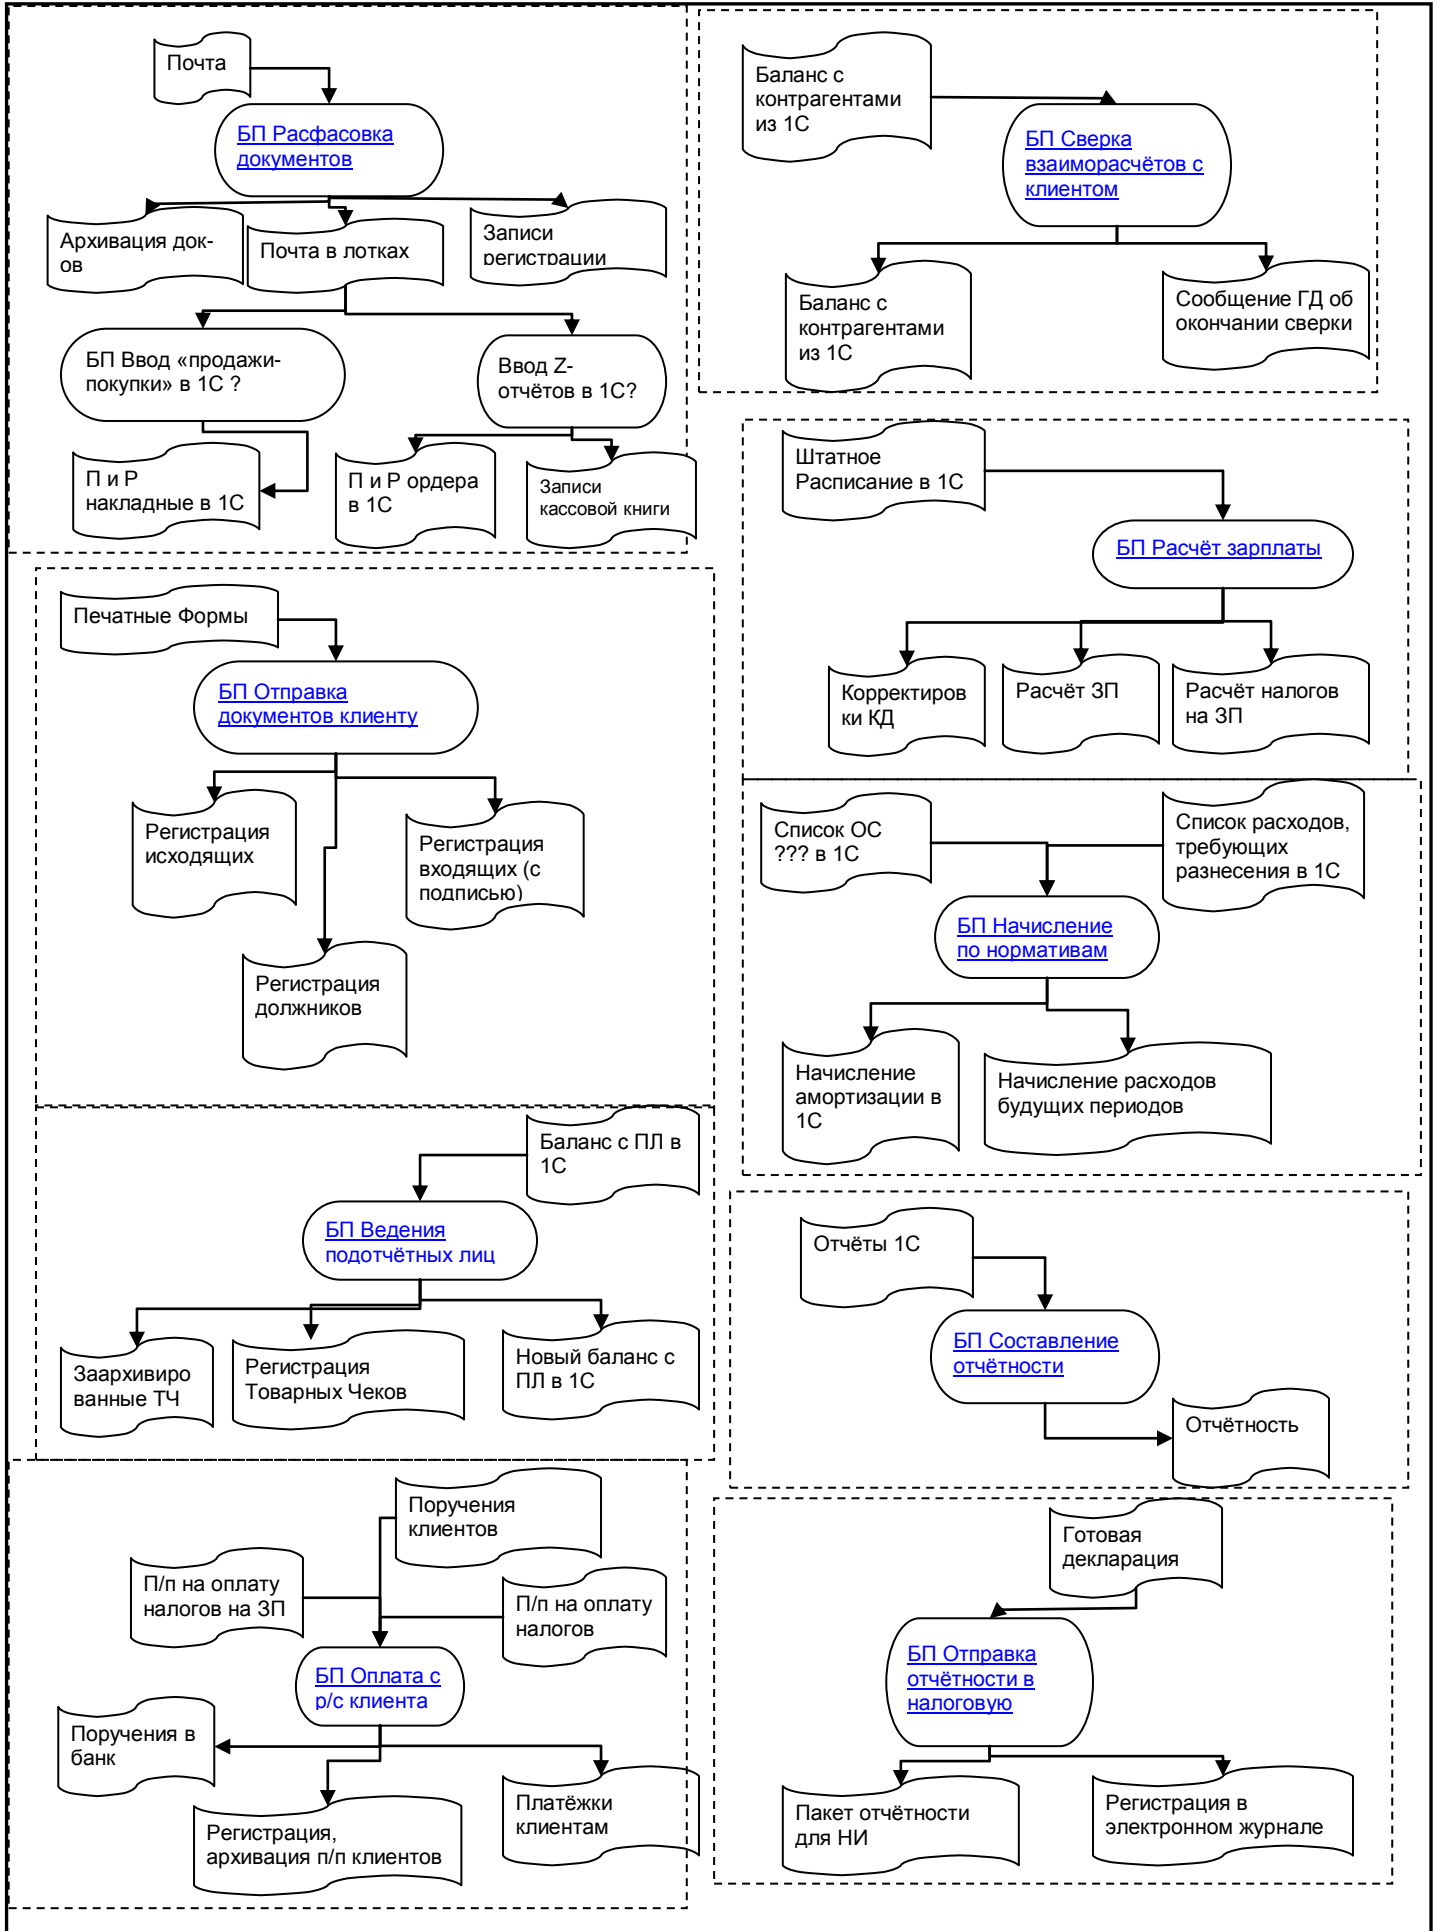 Почта
БП Расфасовка
документов
Архивация док-
ов
Почта в лотках
Записи
регистрации
БП Ввод «продажи-
покупки» в 1С ?
Ввод Z-
отчётов в 1С?
П и Р
накладные в 1С
П и Р ордера
в 1С
Записи
кассовой книги
Печатные Формы
БП Отправка
документов клиенту
Регистрация
исходящих
Регистрация
входящих (с
подписью)
Регистрация
должников
Баланс с ПЛ в
1С
БП Ведения
подотчётных лиц
Заархивиро
ванные ТЧ
Регистрация
Товарных Чеков
Новый баланс с
ПЛ в 1С
Поручения
клиентов
П/п на оплату
налогов на ЗП
П/п на оплату
налогов
БП Оплата с
р/с клиента
Поручения в
банк
Регистрация,
архивация п/п клиентов
Платёжки
клиентам
Баланс с
контрагентами
из 1С
БП Сверка
взаиморасчётов с
клиентом
Баланс с
контрагентами
из 1С
Сообщение ГД об
окончании сверки
Штатное
Расписание в 1С
БП Расчёт зарплаты
Корректиров
ки КД
Расчёт ЗП
Расчёт налогов
на ЗП
Список ОС
??? в 1С
Список расходов,
требующих
разнесения в 1С
БП Начисление
по нормативам
Начисление
амортизации в
1С
Начисление расходов
будущих периодов
Отчёты 1С
БП Составление
отчётности
Отчётность
Готовая
декларация
БП Отправка
отчётности в
налоговую
Пакет отчётности
для НИ
Регистрация в
электронном журнале